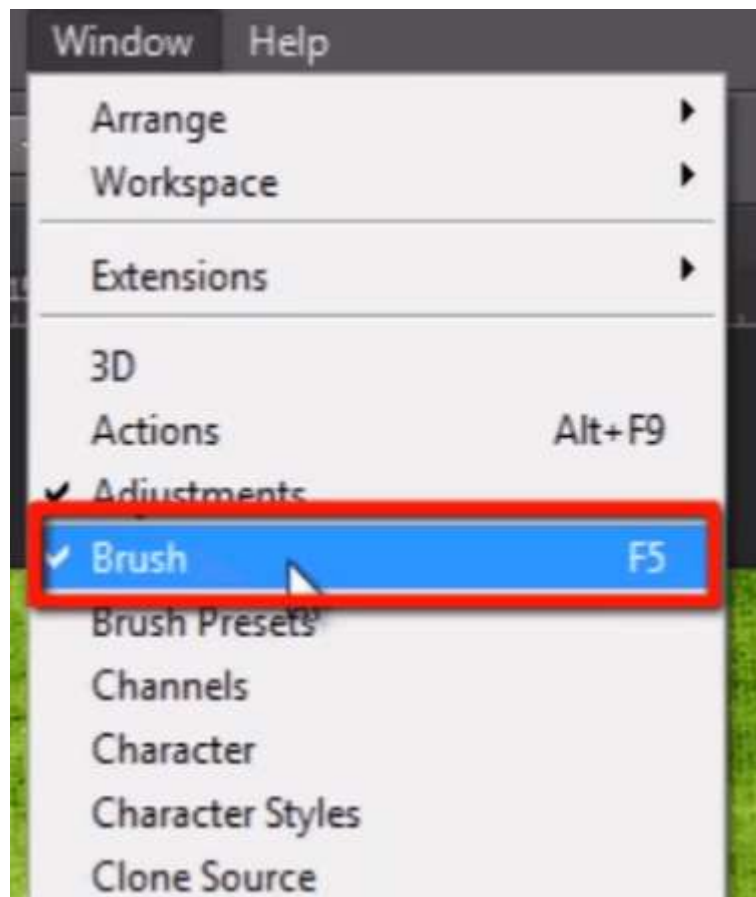 Window Help
Arrange
Workspace
Extensions
3D
Actions Alt+F9
Adjustments
Brush F5
Brush Presets
Channels
Character
Character Styles
Clone Source